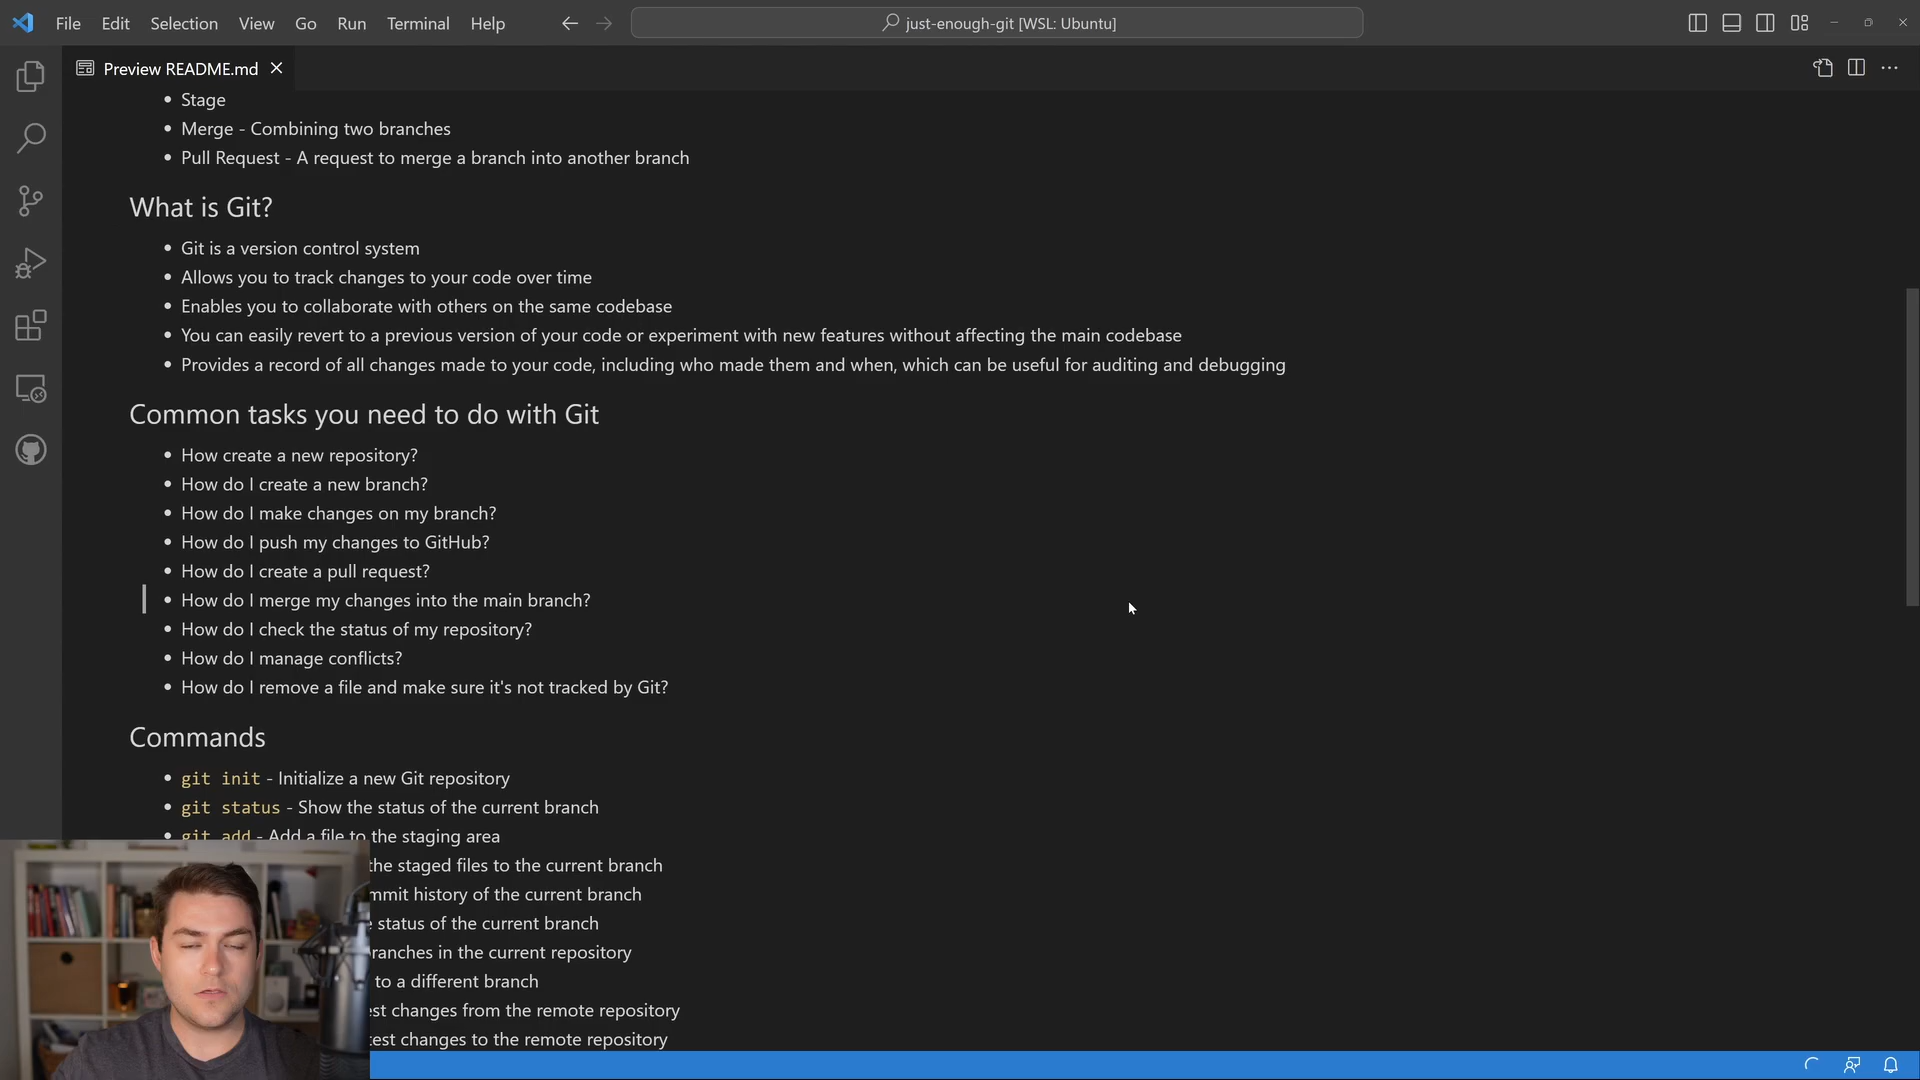 File Edit Selection View Go Run Terminal Help
just-enough-git [WSL: Ubuntu]
Preview README.md
Stage
Merge - Combining two branches
Pull Request - A request to merge a branch into another branch
What is Git?
Git is a version control system
Allows you to track changes to your code over time
Enables you to collaborate with others on the same codebase
You can easily revert to a previous version of your code or experiment with new features without affecting the main codebase
Provides a record of all changes made to your code, including who made them and when, which can be useful for auditing and debugging
Common tasks you need to do with Git
How create a new repository?
How do I create a new branch?
How do I make changes on my branch?
How do I push my changes to GitHub?
How do I create a pull request?
How do I merge my changes into the main branch?
How do I check the status of my repository?
How do I manage conflicts?
How do I remove a file and make sure it's not tracked by Git?
Commands
git init - Initialize a new Git repository
git status - Show the status of the current branch
git add - Add a file to the staging area
the staged files to the current branch
history of the current branch
status of the current branch
in the current repository
to a different branch
changes from the remote repository
changes to the remote repository